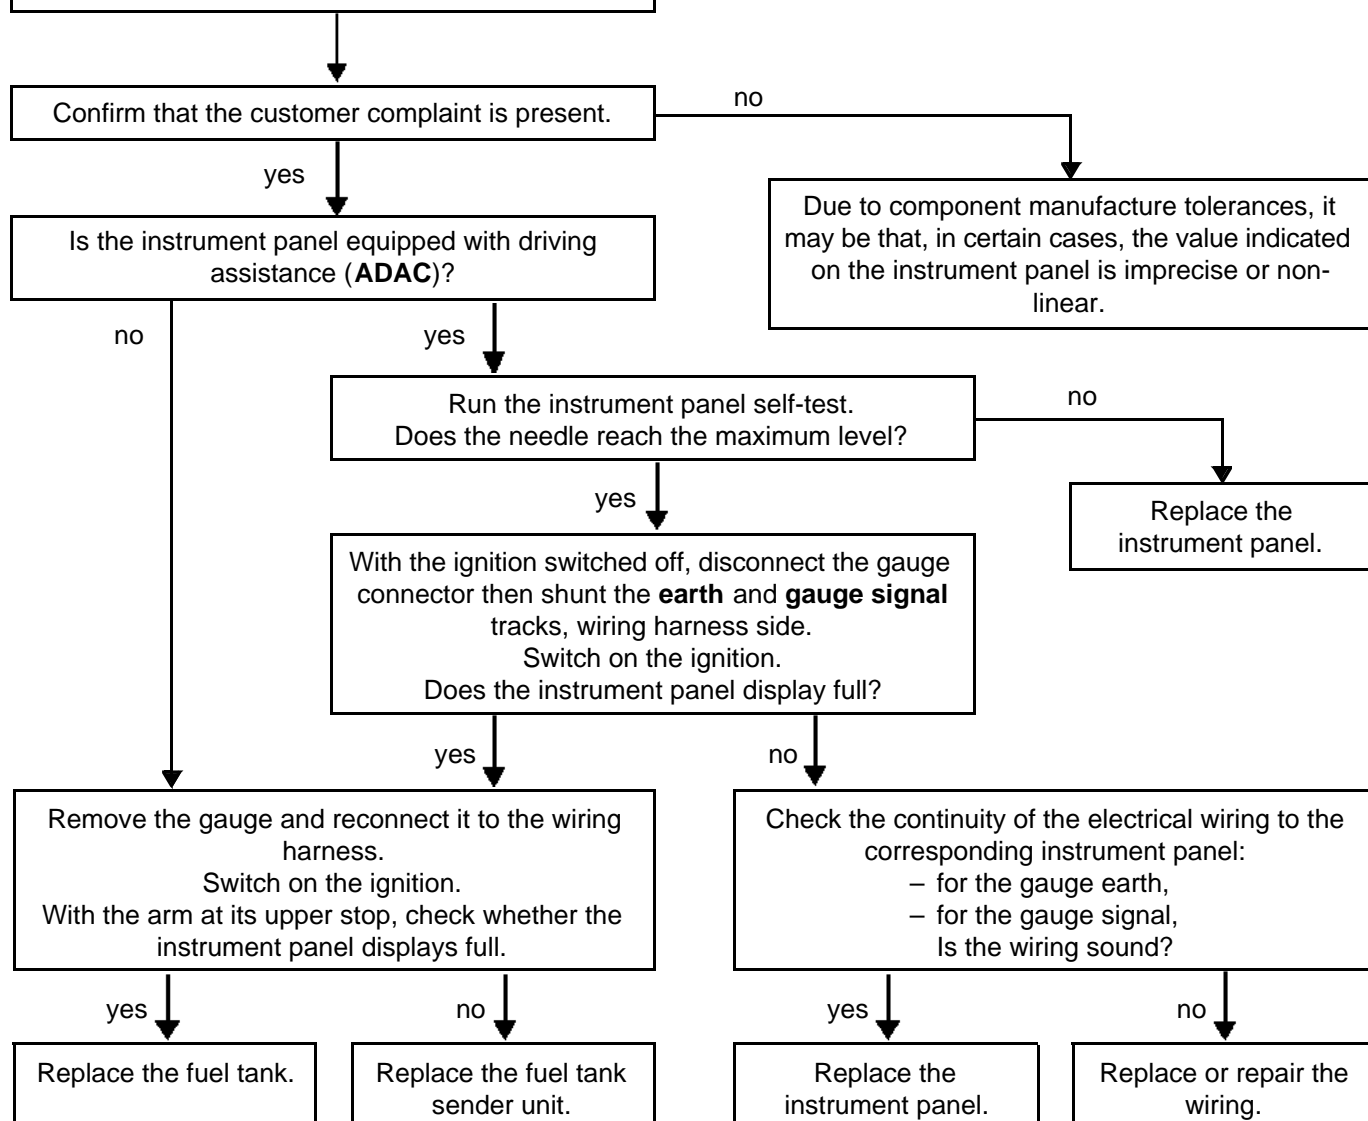 Confirm that the customer complaint is present.
no
yes
Due to component manufacture tolerances, it
may be that, in certain cases, the value indicated
on the instrument panel is imprecise or non-
linear.
Is the instrument panel equipped with driving
assistance (ADAC)?
no
yes
Run the instrument panel self-test.
Does the needle reach the maximum level?
no
yes
Replace the
instrument panel.
With the ignition switched off, disconnect the gauge
connector then shunt the earth and gauge signal
tracks, wiring harness side.
Switch on the ignition.
Does the instrument panel display full?
yes
no
Remove the gauge and reconnect it to the wiring
harness.
Switch on the ignition.
With the arm at its upper stop, check whether the
instrument panel displays full.
Check the continuity of the electrical wiring to the
corresponding instrument panel:
– for the gauge earth,
– for the gauge signal,
Is the wiring sound?
yes
no
yes
no
Replace the fuel tank.
Replace the fuel tank
sender unit.
Replace the
instrument panel.
Replace or repair the
wiring.